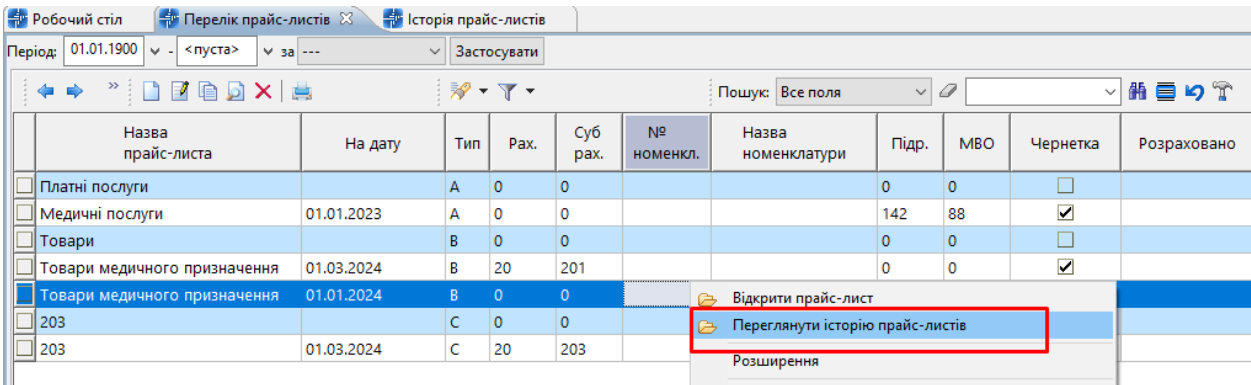 Робочий стіл Перелік прайс-листів Історія прайс-листів
Період: 01.01.1900 - <пуста> за --- Застосувати
Пошук: Все поля
Назва прайс-листа На дату Тип Рах. Суб рах. № номенкл. Назва номенклатури Підр. МВО Чернетка Розраховано
Платні послуги A 0 0 0 0
Медичні послуги 01.01.2023 A 0 0 142 88
Товари B 0 0 0 0
Товари медичного призначення 01.03.2024 B 20 201 0 0
Товари медичного призначення 01.01.2024 B 0 0
Відкрити прайс-лист
203 C 0 0
Переглянути історію прайс-листів
203 01.03.2024 C 20 203
Розширення